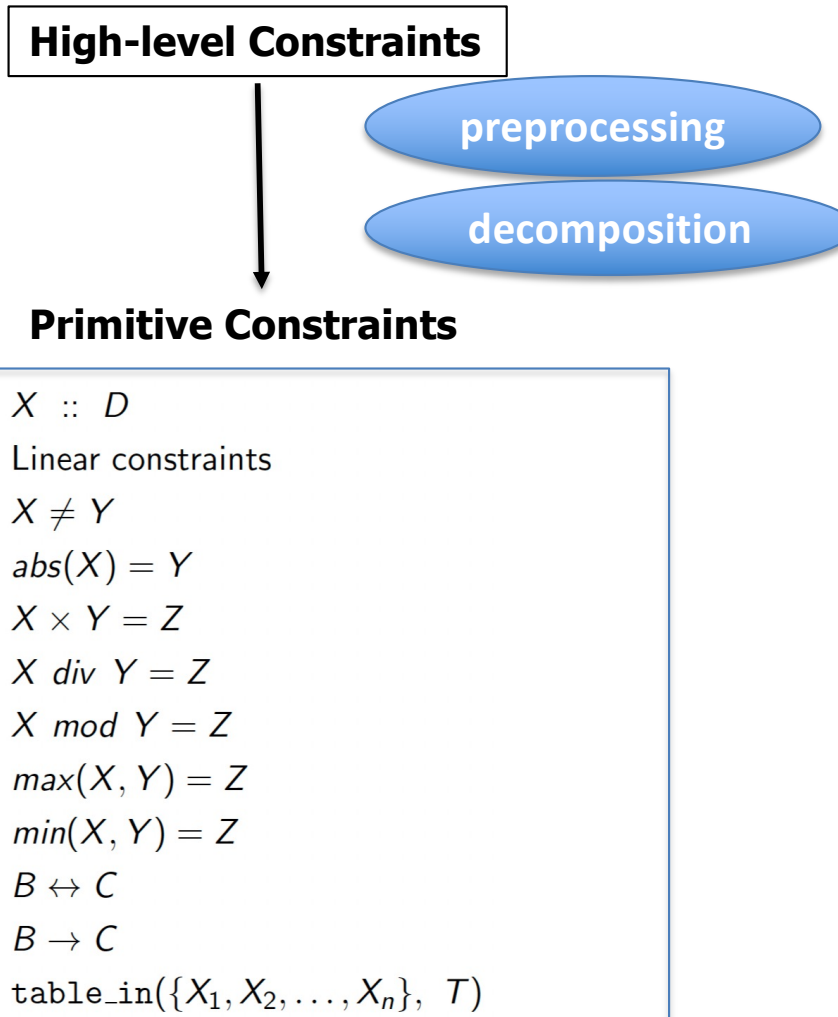 High-level Constraints
preprocessing
decomposition
Primitive Constraints
X :: D
Linear constraints
X ≠ Y
abs(X) = Y
X × Y = Z
X div Y = Z
X mod Y = Z
max(X, Y) = Z
min(X, Y) = Z
B ↔ C
B → C
table_in({X₁, X₂, . . . , Xₙ}, T)